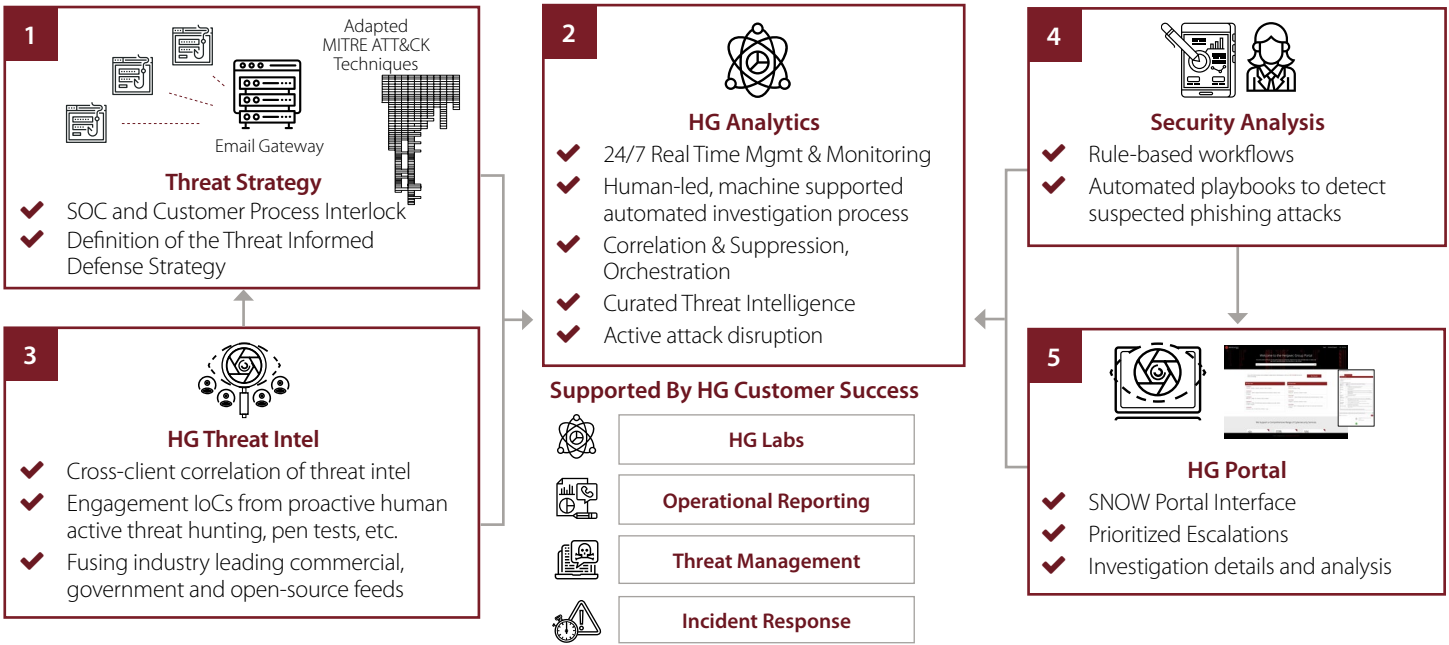 1
Adapted
MITRE ATT&CK
Techniques
Email Gateway
Threat Strategy
SOC and Customer Process Interlock
Definition of the Threat Informed
Defense Strategy
2
HG Analytics
24/7 Real Time Mgmt & Monitoring
Human-led, machine supported
automated investigation process
Correlation & Suppression,
Orchestration
Curated Threat Intelligence
Active attack disruption
3
HG Threat Intel
Cross-client correlation of threat intel
Engagement IoCs from proactive human
active threat hunting, pen tests, etc.
Fusing industry leading commercial,
government and open-source feeds
Supported By HG Customer Success
HG Labs
Operational Reporting
Threat Management
Incident Response
4
Security Analysis
Rule-based workflows
Automated playbooks to detect
suspected phishing attacks
5
HG Portal
SNOW Portal Interface
Prioritized Escalations
Investigation details and analysis